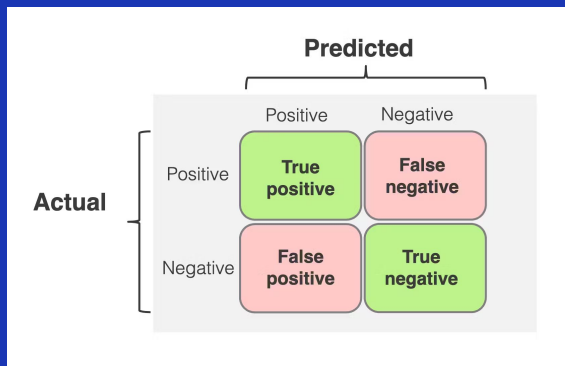 Predicted
Positive Negative
Actual
Positive
True
positive
False
negative
Negative
False
positive
True
negative